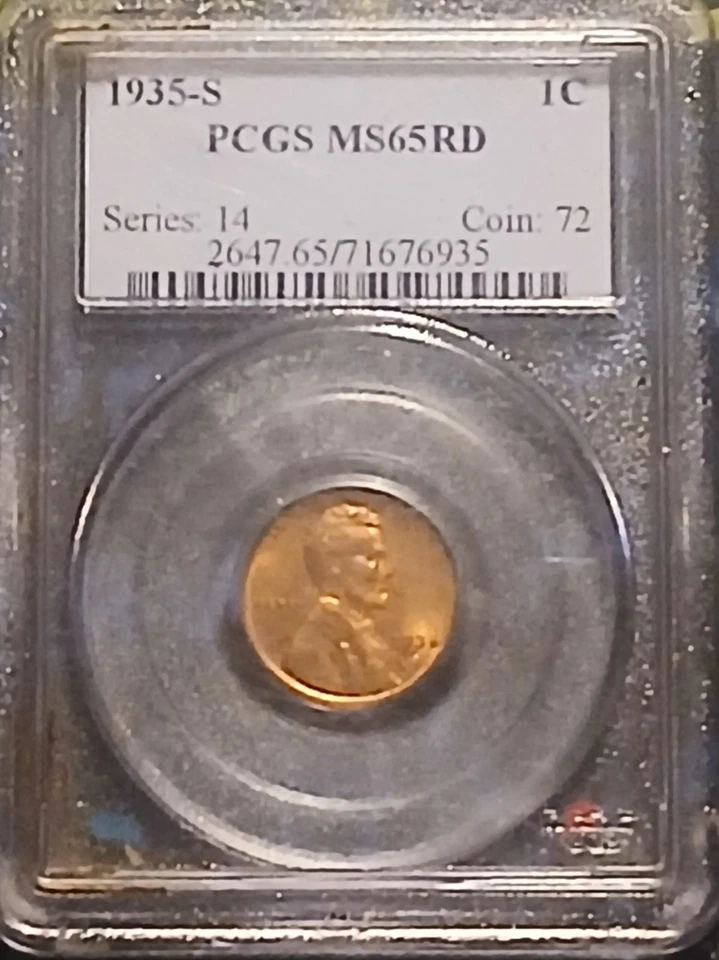 1935-S 1C
PCGS MS65RD
Series: 14 Coin: 72
2647.65/71676935